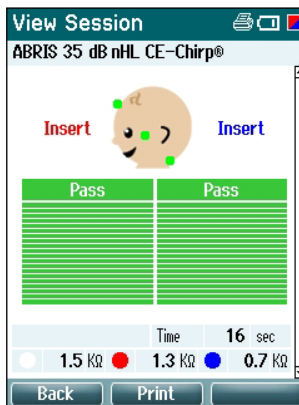 View Session
ABRIS 35 dB nHL CE-Chirp®
Insert Insert
Pass Pass
Time 16 sec
1.5 KΩ 1.3 KΩ 0.7 KΩ
Back Print